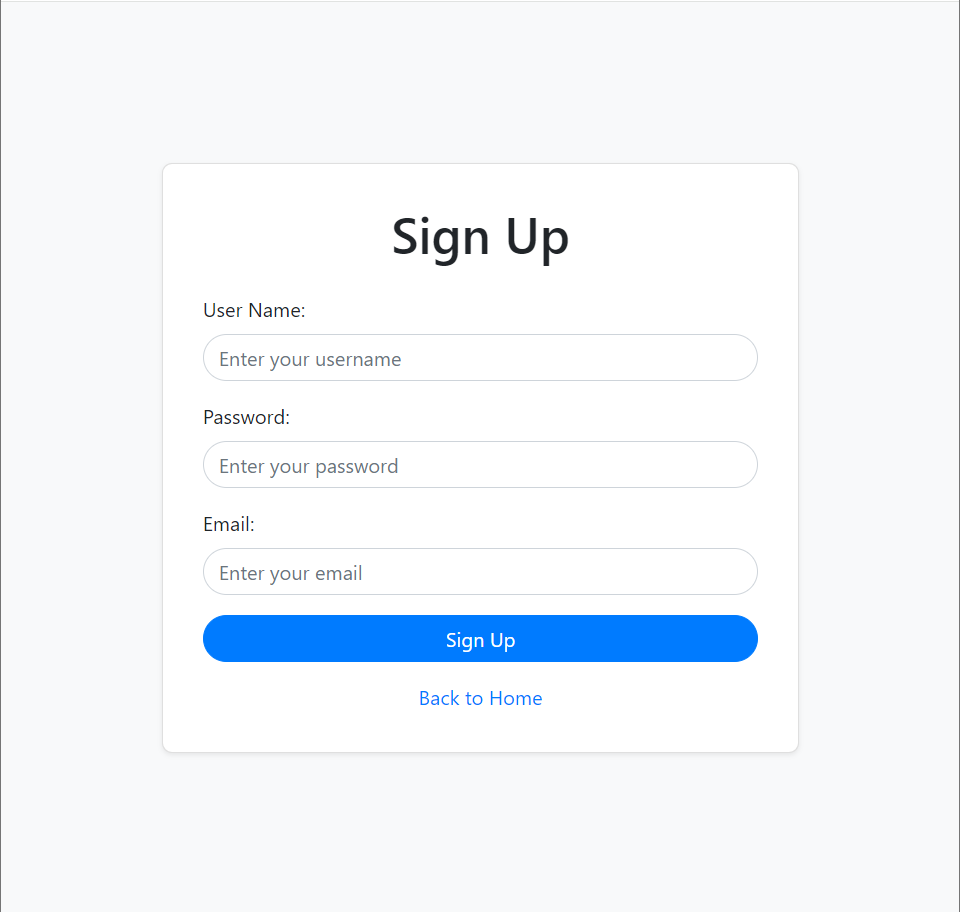 Sign Up
User Name:
Enter your username
Password:
Enter your password
Email:
Enter your email
Sign Up
Back to Home